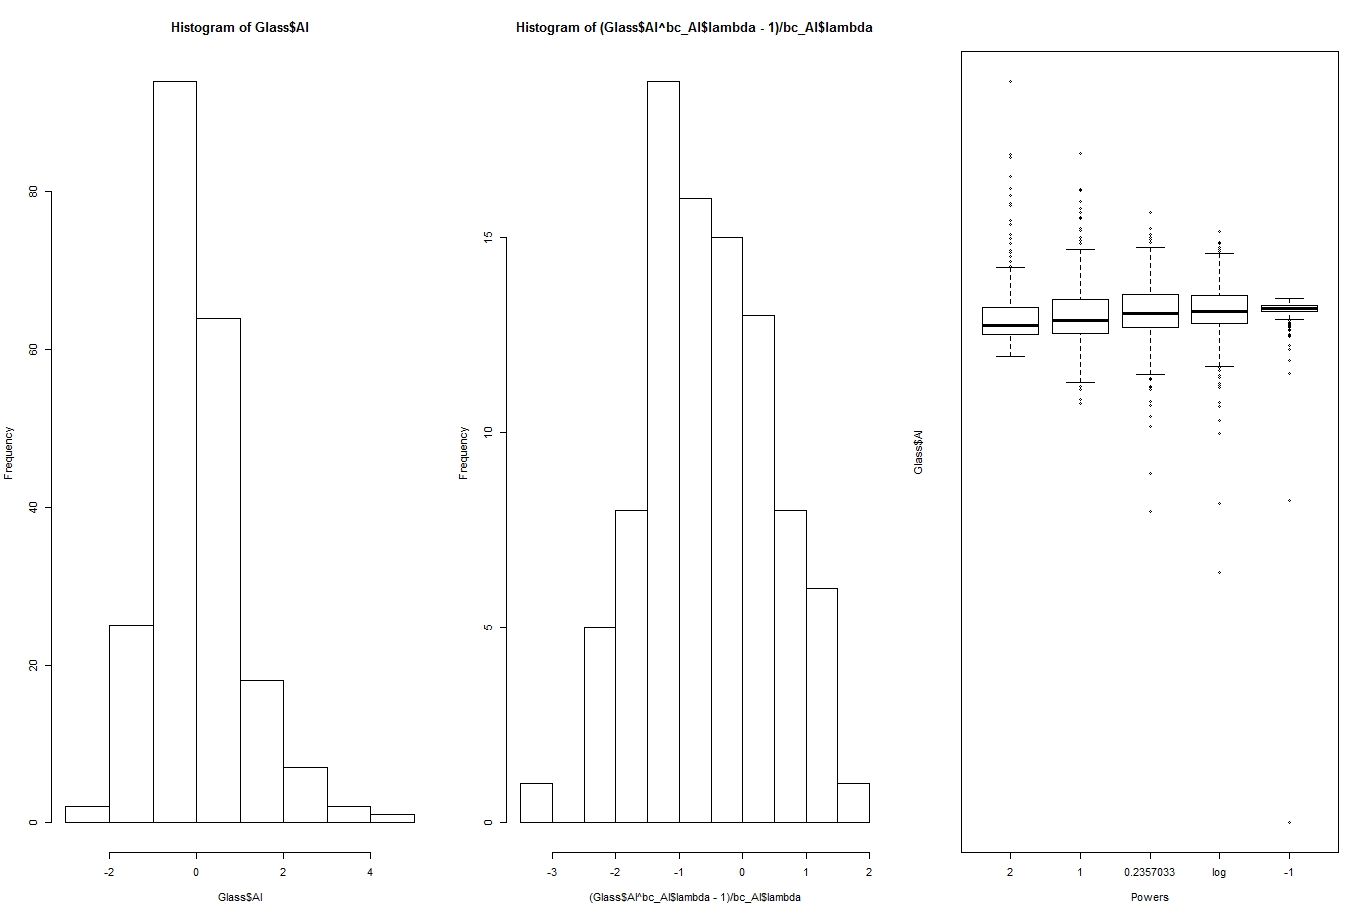 Histogram of Glass$Al
Frequency
80
60
40
20
0
-2 0 2 4
Glass$Al
Histogram of (Glass$Al^bc_Al$lambda - 1)/bc_Al$lambda
Frequency
15
10
5
0
-3 -2 -1 0 1 2
(Glass$Al^bc_Al$lambda - 1)/bc_Al$lambda
Glass$Al
2 1 0.2357033 log -1
Powers